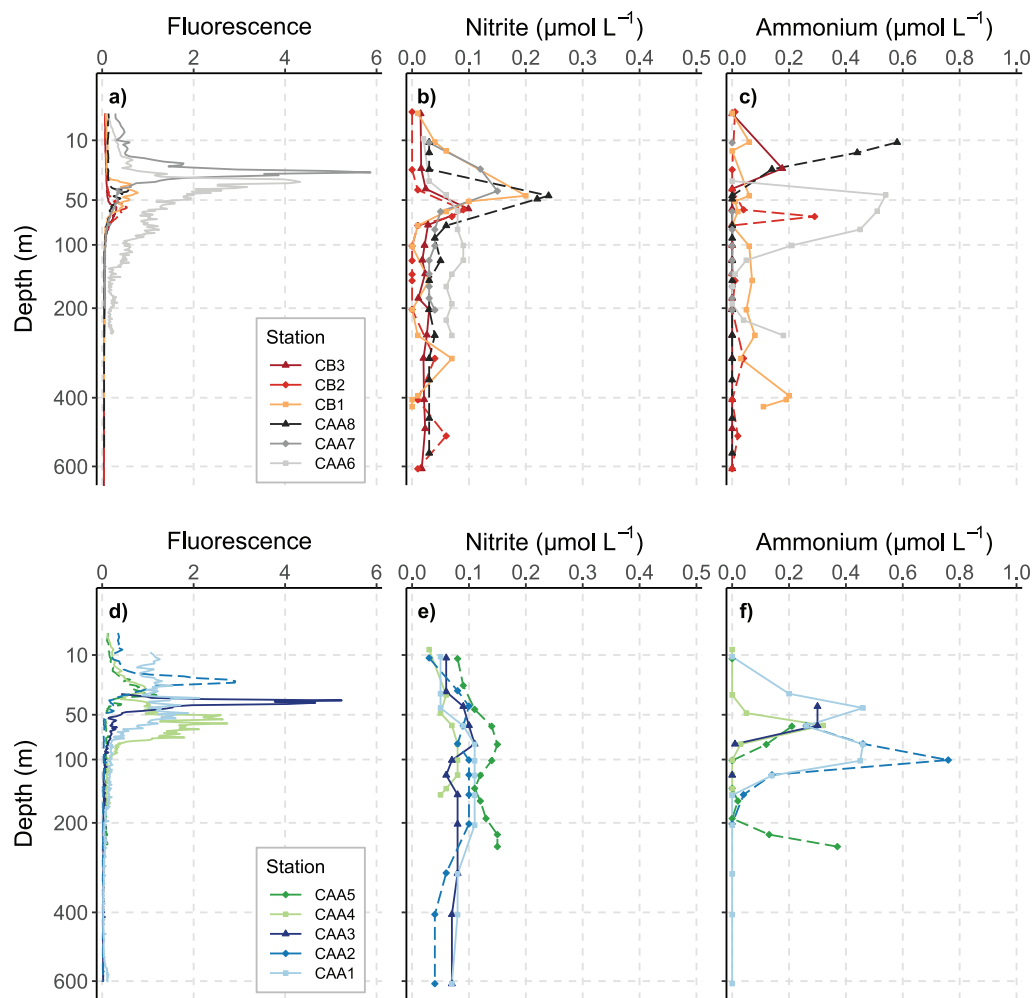 Fluorescence Nitrite (µmol L⁻¹) Ammonium (µmol L⁻¹)
0 2 4 6 0.0 0.1 0.2 0.3 0.4 0.5 0.0 0.2 0.4 0.6 0.8 1.0
a) b) c)
10
50
100
200
400
600
Depth (m)
Station
CB3
CB2
CB1
CAA8
CAA7
CAA6
Fluorescence Nitrite (µmol L⁻¹) Ammonium (µmol L⁻¹)
0 2 4 6 0.0 0.1 0.2 0.3 0.4 0.5 0.0 0.2 0.4 0.6 0.8 1.0
d) e) f)
10
50
100
200
400
600
Depth (m)
Station
CAA5
CAA4
CAA3
CAA2
CAA1